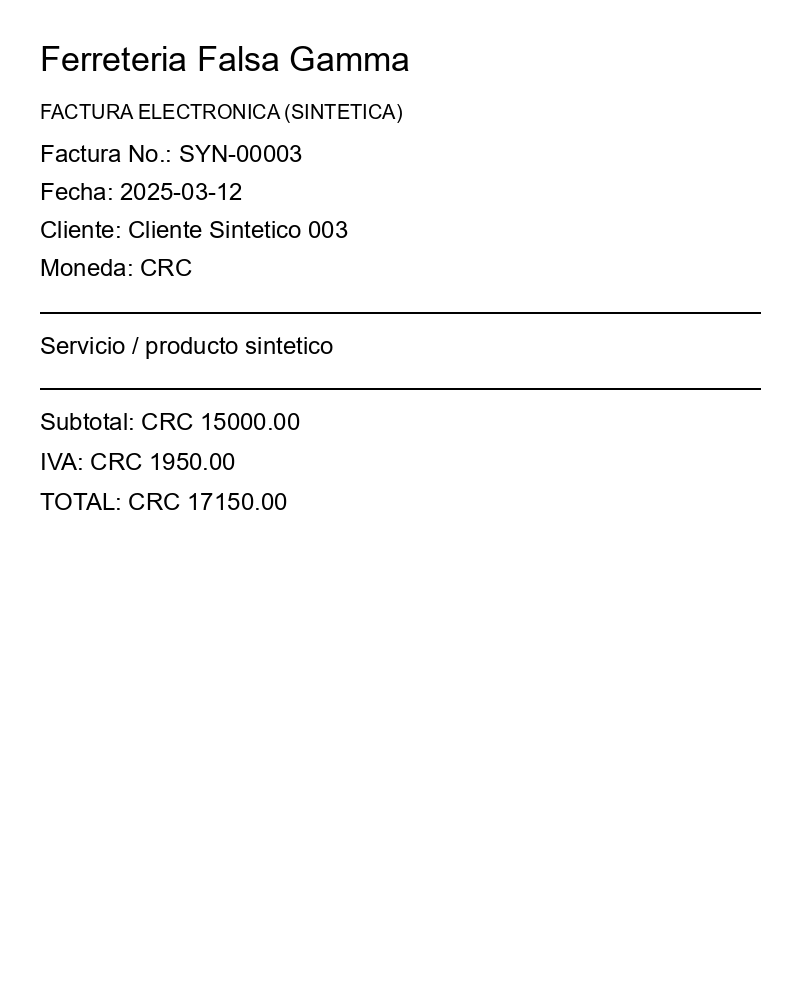 Ferreteria Falsa Gamma
FACTURA ELECTRONICA (SINTETICA)
Factura No.: SYN-00003
Fecha: 2025-03-12
Cliente: Cliente Sintetico 003
Moneda: CRC
Servicio / producto sintetico
Subtotal: CRC 15000.00
IVA: CRC 1950.00
TOTAL: CRC 17150.00